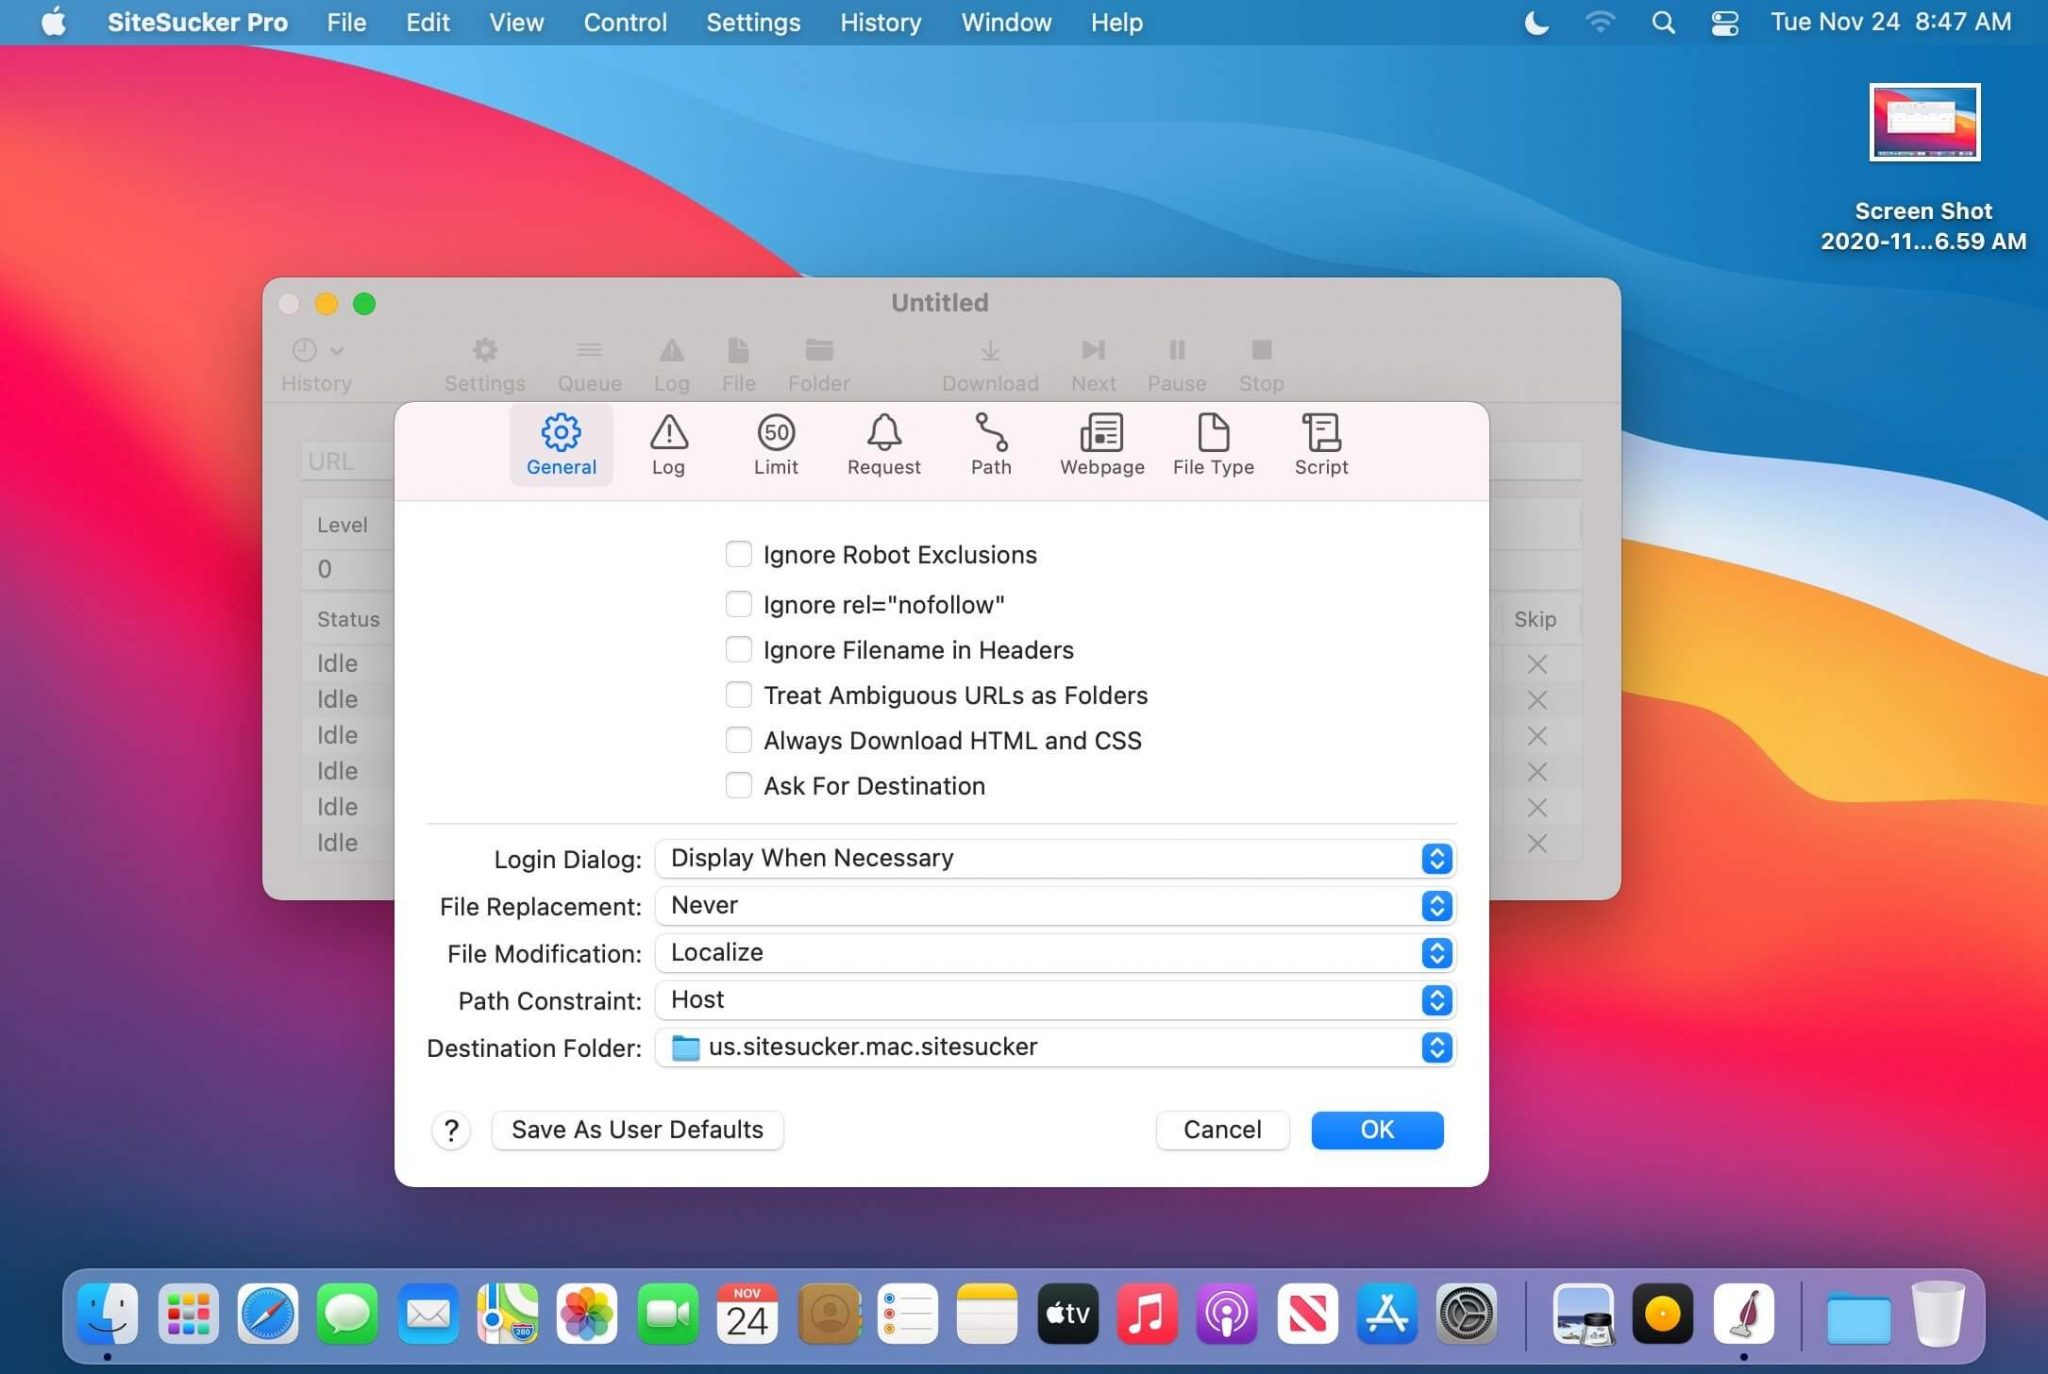 SiteSucker Pro File Edit View Control Settings History Window Help Tue Nov 24 8:47 AM
Screen Shot
2020-11...6.59 AM
Untitled
History Settings Queue Log File Folder Download Next Pause Stop
General Log 50 Limit Request Path Webpage File Type Script
URL
Level
0
Status Skip
Idle
Idle
Idle
Idle
Idle
Idle
Ignore Robot Exclusions
Ignore rel="nofollow"
Ignore Filename in Headers
Treat Ambiguous URLs as Folders
Always Download HTML and CSS
Ask For Destination
Login Dialog: Display When Necessary
File Replacement: Never
File Modification: Localize
Path Constraint: Host
Destination Folder: us.sitesucker.mac.sitesucker
? Save As User Defaults Cancel OK
280
NOV
24
tv